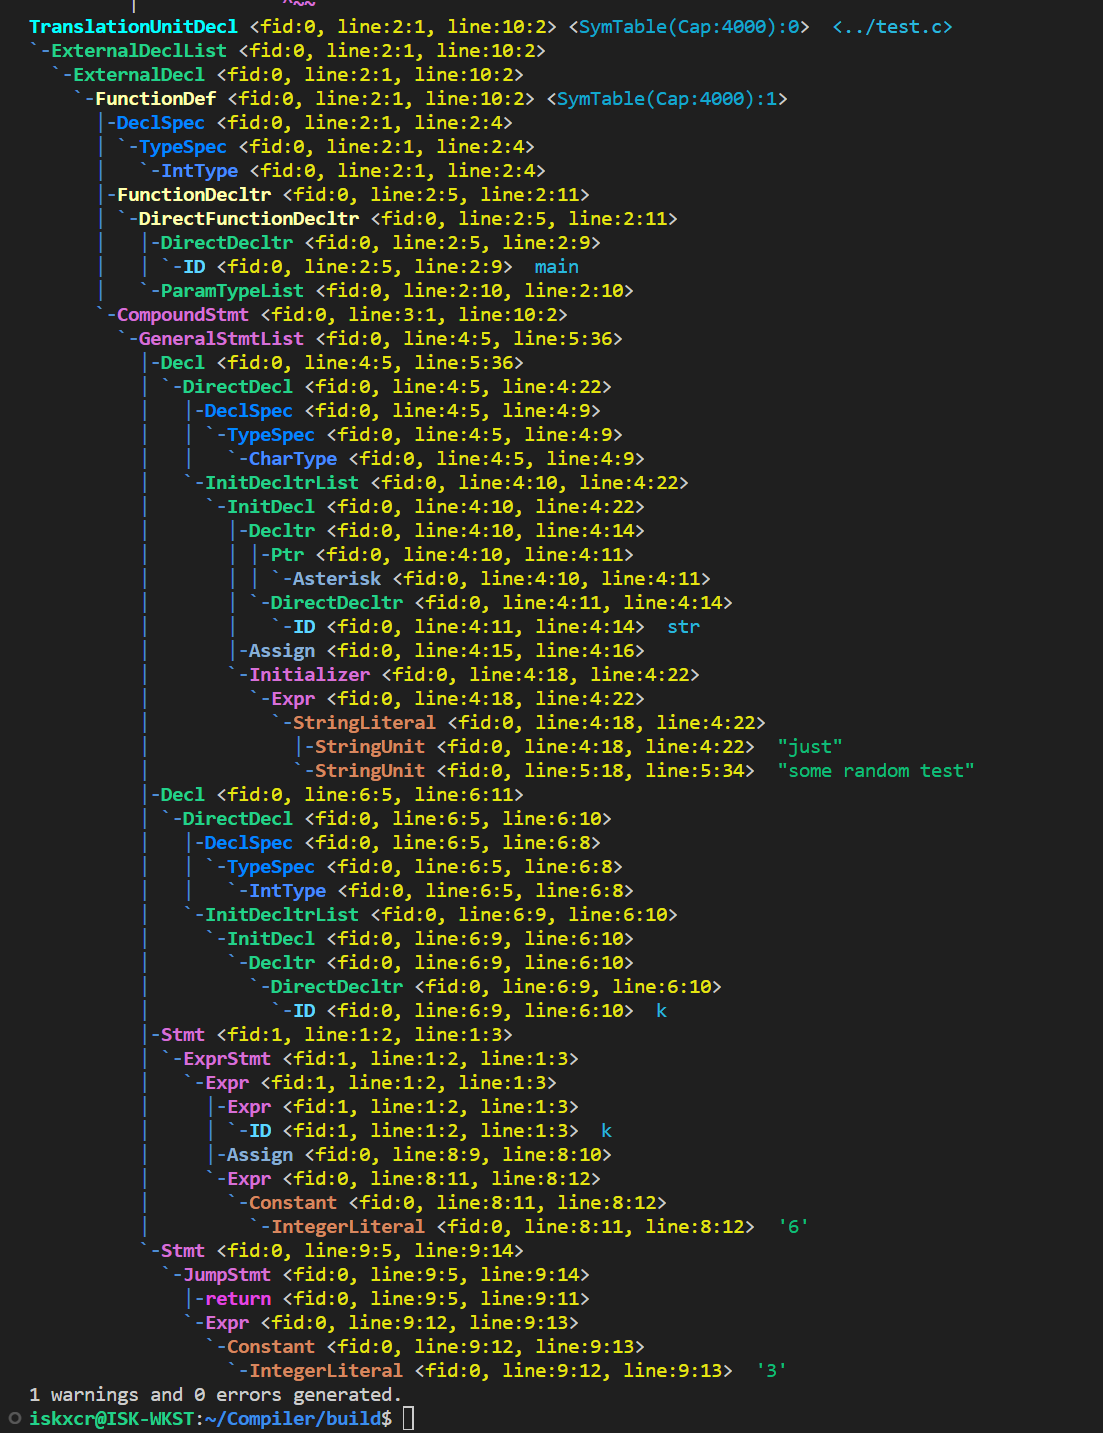 TranslationUnitDecl <fid:0, line:2:1, line:10:2> <SymTable(Cap:4000):0>  <../test.c>
`-ExternalDeclList <fid:0, line:2:1, line:10:2>
  `-ExternalDecl <fid:0, line:2:1, line:10:2>
    `-FunctionDef <fid:0, line:2:1, line:10:2> <SymTable(Cap:4000):1>
      |-DeclSpec <fid:0, line:2:1, line:2:4>
      | `-TypeSpec <fid:0, line:2:1, line:2:4>
      |   `-IntType <fid:0, line:2:1, line:2:4>
      |-FunctionDecltr <fid:0, line:2:5, line:2:11>
      | `-DirectFunctionDecltr <fid:0, line:2:5, line:2:11>
      |   |-DirectDecltr <fid:0, line:2:5, line:2:9>
      |   | `-ID <fid:0, line:2:5, line:2:9>  main
      |   `-ParamTypeList <fid:0, line:2:10, line:2:10>
      `-CompoundStmt <fid:0, line:3:1, line:10:2>
        `-GeneralStmtList <fid:0, line:4:5, line:5:36>
          |-Decl <fid:0, line:4:5, line:5:36>
          | `-DirectDecl <fid:0, line:4:5, line:4:22>
          |   |-DeclSpec <fid:0, line:4:5, line:4:9>
          |   | `-TypeSpec <fid:0, line:4:5, line:4:9>
          |   |   `-CharType <fid:0, line:4:5, line:4:9>
          |   `-InitDecltrList <fid:0, line:4:10, line:4:22>
          |     `-InitDecl <fid:0, line:4:10, line:4:22>
          |       |-Decltr <fid:0, line:4:10, line:4:14>
          |       | |-Ptr <fid:0, line:4:10, line:4:11>
          |       | | `-Asterisk <fid:0, line:4:10, line:4:11>
          |       | `-DirectDecltr <fid:0, line:4:11, line:4:14>
          |       |   `-ID <fid:0, line:4:11, line:4:14>  str
          |       |-Assign <fid:0, line:4:15, line:4:16>
          |       `-Initializer <fid:0, line:4:18, line:4:22>
          |         `-Expr <fid:0, line:4:18, line:4:22>
          |           `-StringLiteral <fid:0, line:4:18, line:4:22>
          |             |-StringUnit <fid:0, line:4:18, line:4:22>  "just"
          |             `-StringUnit <fid:0, line:5:18, line:5:34>  "some random test"
          |-Decl <fid:0, line:6:5, line:6:11>
          | `-DirectDecl <fid:0, line:6:5, line:6:10>
          |   |-DeclSpec <fid:0, line:6:5, line:6:8>
          |   | `-TypeSpec <fid:0, line:6:5, line:6:8>
          |   |   `-IntType <fid:0, line:6:5, line:6:8>
          |   `-InitDecltrList <fid:0, line:6:9, line:6:10>
          |     `-InitDecl <fid:0, line:6:9, line:6:10>
          |       `-Decltr <fid:0, line:6:9, line:6:10>
          |         `-DirectDecltr <fid:0, line:6:9, line:6:10>
          |           `-ID <fid:0, line:6:9, line:6:10>  k
          |-Stmt <fid:1, line:1:2, line:1:3>
          | `-ExprStmt <fid:1, line:1:2, line:1:3>
          |   `-Expr <fid:1, line:1:2, line:1:3>
          |     |-Expr <fid:1, line:1:2, line:1:3>
          |     | `-ID <fid:1, line:1:2, line:1:3>  k
          |     |-Assign <fid:0, line:8:9, line:8:10>
          |     `-Expr <fid:0, line:8:11, line:8:12>
          |       `-Constant <fid:0, line:8:11, line:8:12>
          |         `-IntegerLiteral <fid:0, line:8:11, line:8:12>  '6'
          `-Stmt <fid:0, line:9:5, line:9:14>
            `-JumpStmt <fid:0, line:9:5, line:9:14>
              |-return <fid:0, line:9:5, line:9:11>
              `-Expr <fid:0, line:9:12, line:9:13>
                `-Constant <fid:0, line:9:12, line:9:13>
                  `-IntegerLiteral <fid:0, line:9:12, line:9:13>  '3'
1 warnings and 0 errors generated.
iskxcr@ISK-WKST:~/Compiler/build$